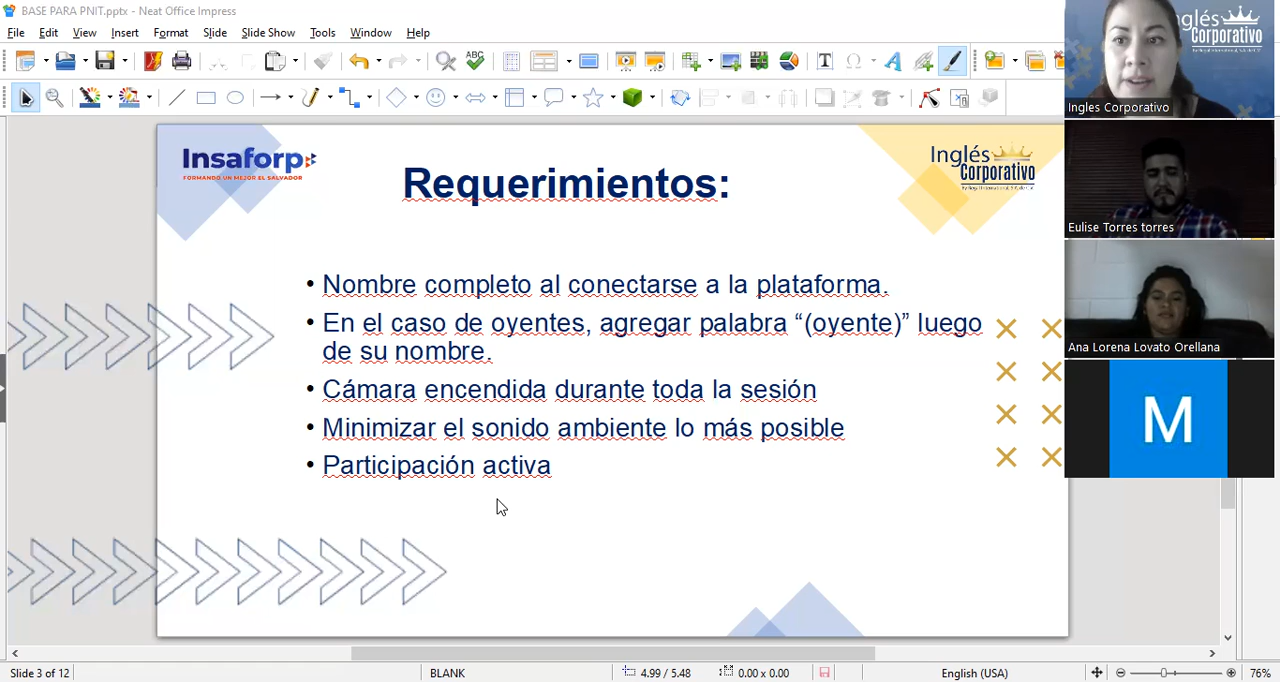 BASE PARA PNIT.pptx - Neat Office Impress
File Edit View Insert Format Slide Slide Show Tools Window Help
ABC
Insaforp
FORMANDO UN MEJOR EL SALVADOR
Requerimientos:
Inglés
Corporativo
• Nombre completo al conectarse a la plataforma.
• En el caso de oyentes, agregar palabra “(oyente)” luego
de su nombre.
• Cámara encendida durante toda la sesión
• Minimizar el sonido ambiente lo más posible
• Participación activa
Inglés
Corporativo
Ingles Corporativo
Eulise Torres torres
Ana Lorena Lovato Orellana
M
Slide 3 of 12 BLANK 4.99 / 5.48 0.00 x 0.00 English (USA) 76%